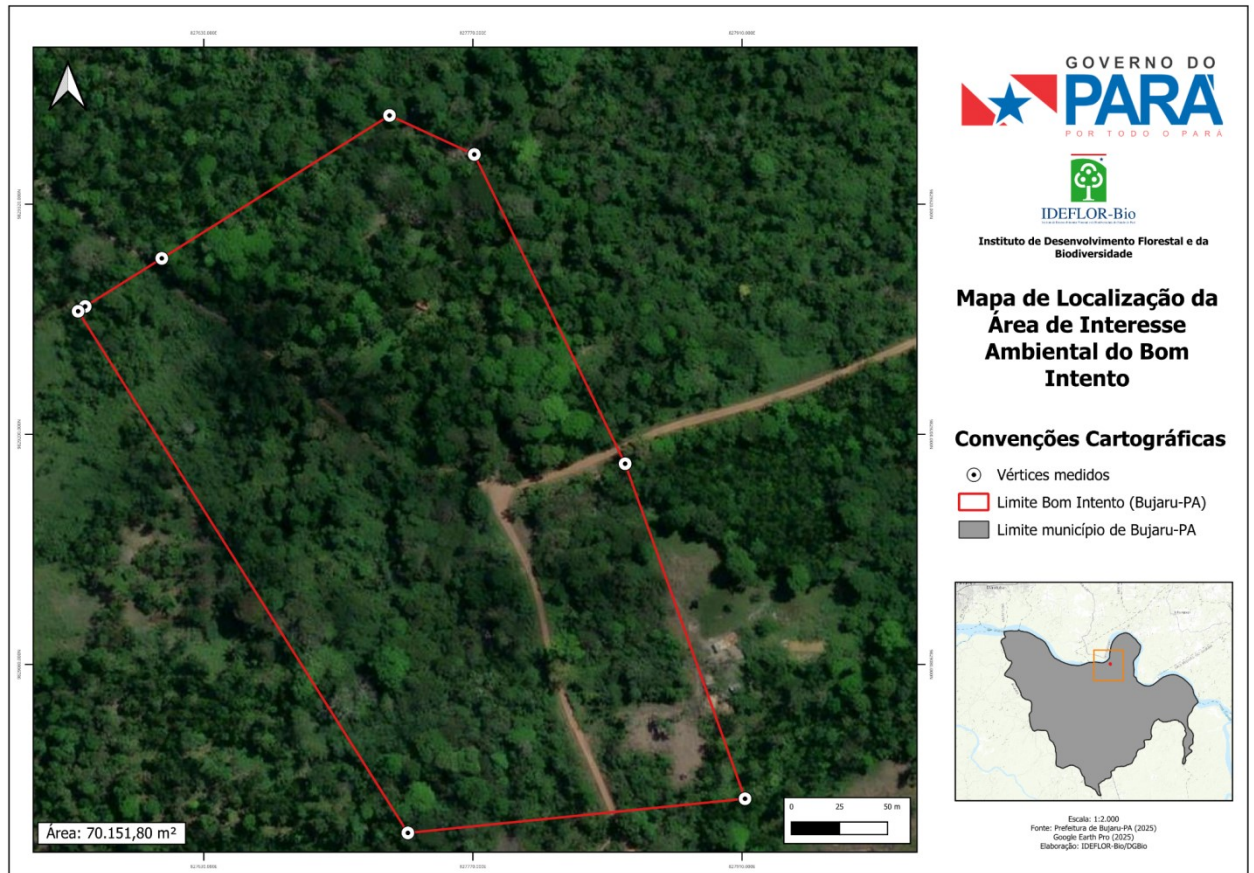 GOVERNO DO
PARÁ
POR TODO O PARÁ
IDEFLOR-Bio
Instituto de Desenvolvimento Florestal e da
Biodiversidade
Mapa de Localização da
Área de Interesse
Ambiental do Bom
Intento
Convenções Cartográficas
Vértices medidos
Limite Bom Intento (Bujaru-PA)
Limite município de Bujaru-PA
0 25 50 m
Área: 70.151,80 m²
Escala: 1:2.000
Fonte: Prefeitura de Bujaru-PA (2025)
Google Earth Pro (2025)
Elaboração: IDEFLOR-Bio/DGBio